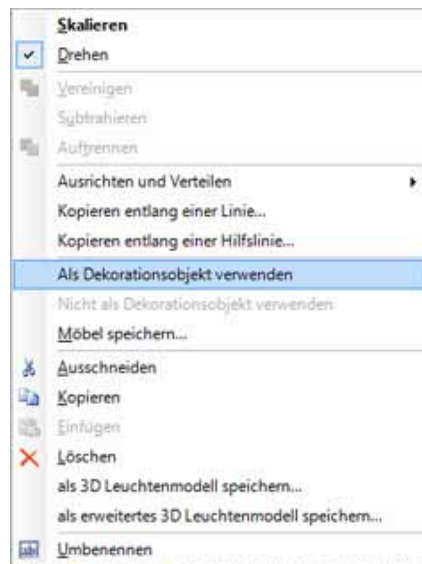 Skalieren
Drehen
Vereinigen
Subtrahieren
Auftrennen
Ausrichten und Verteilen
Kopieren entlang einer Linie...
Kopieren entlang einer Hilfslinie...
Als Dekorationsobjekt verwenden
Nicht als Dekorationsobjekt verwenden
Möbel speichern...
Ausschneiden
Kopieren
Einfügen
Löschen
als 3D Leuchtenmodell speichern...
als erweitertes 3D Leuchtenmodell speichern...
Umbenennen